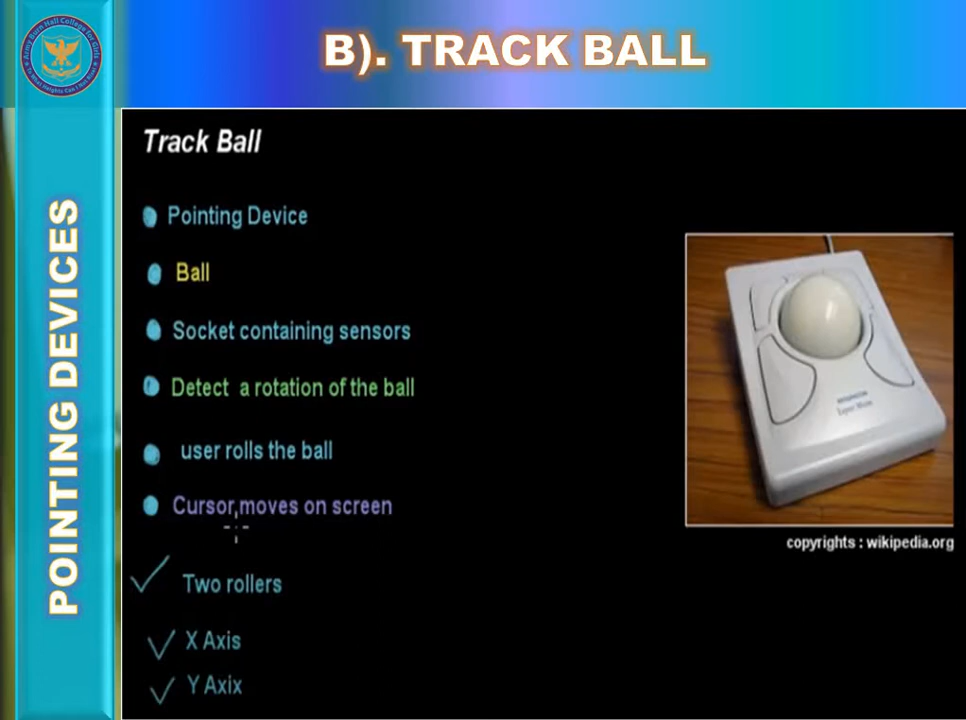 B). TRACK BALL
POINTING DEVICES
Track Ball
Pointing Device
Ball
Socket containing sensors
Detect a rotation of the ball
user rolls the ball
Cursor,moves on screen
Two rollers
X Axis
Y Axix
copyrights : wikipedia.org